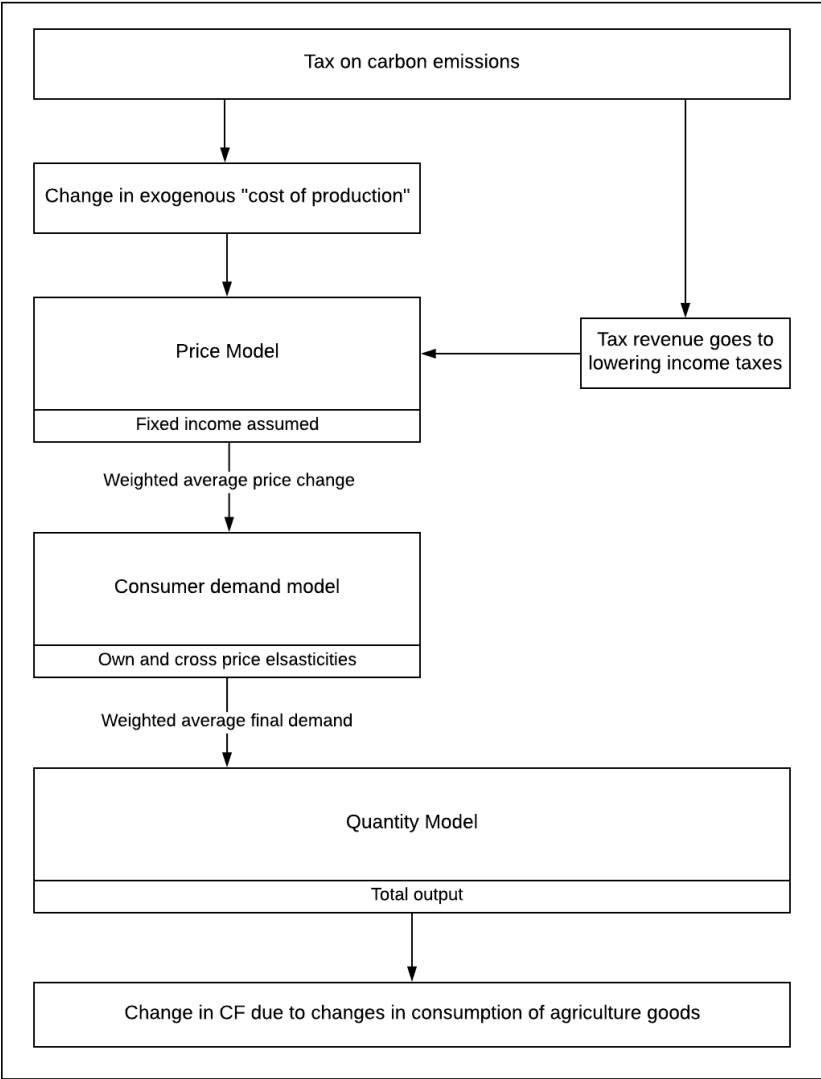 Tax on carbon emissions
Change in exogenous "cost of production"
Price Model
Tax revenue goes to
lowering income taxes
Fixed income assumed
Weighted average price change
Consumer demand model
Own and cross price elsasticities
Weighted average final demand
Quantity Model
Total output
Change in CF due to changes in consumption of agriculture goods